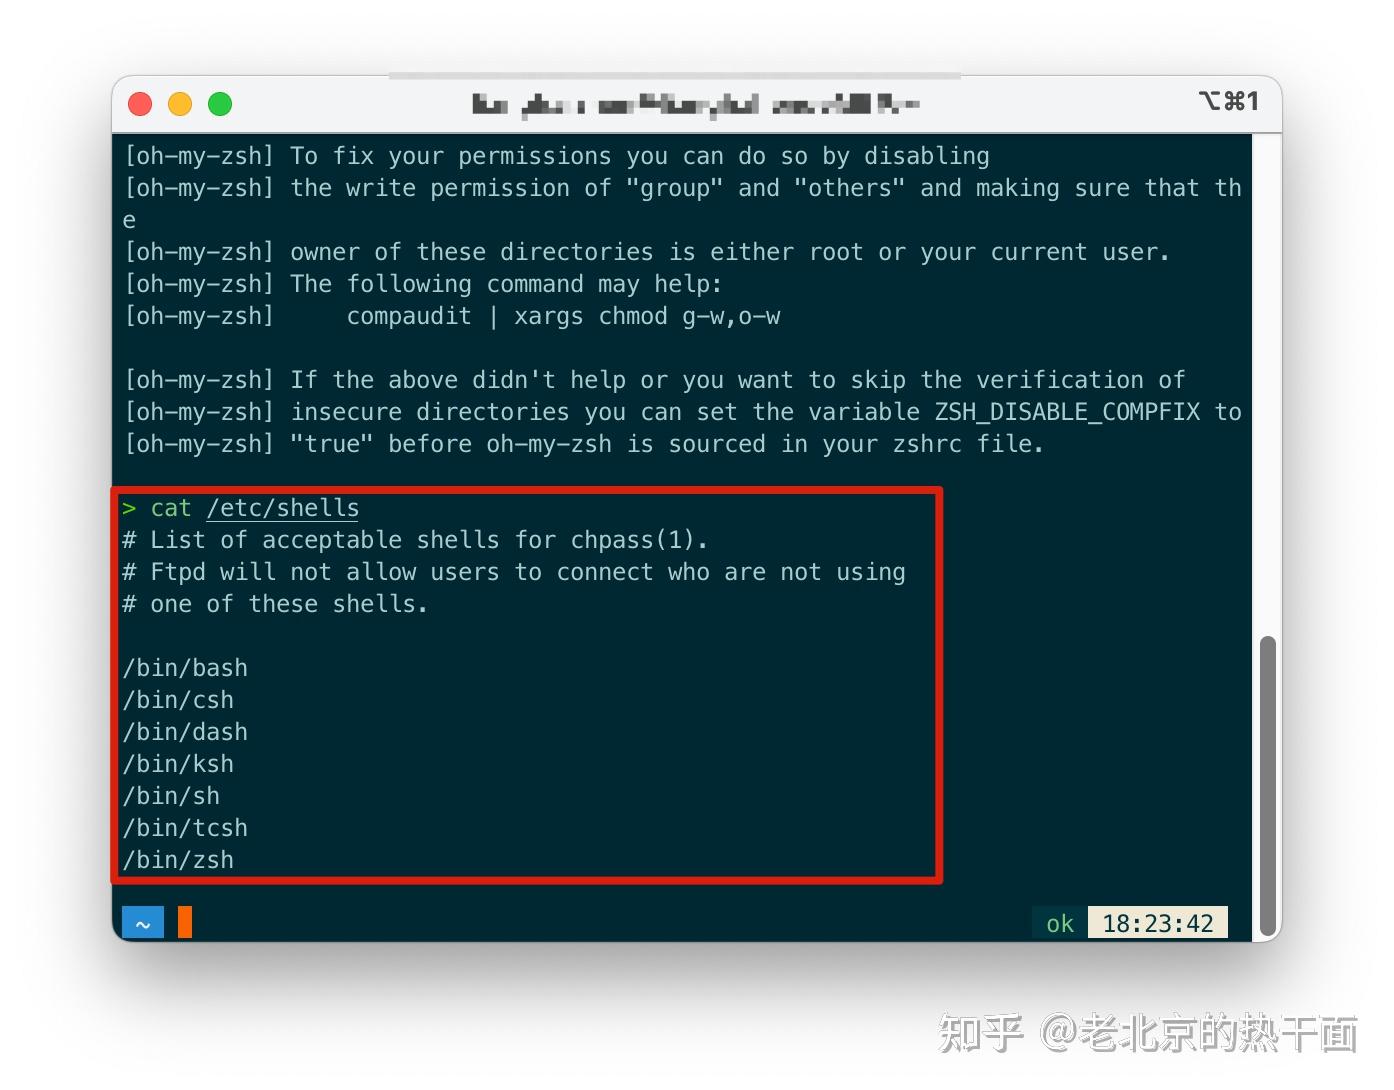 ⌥⌘1
[oh-my-zsh] To fix your permissions you can do so by disabling
[oh-my-zsh] the write permission of "group" and "others" and making sure that th
e
[oh-my-zsh] owner of these directories is either root or your current user.
[oh-my-zsh] The following command may help:
[oh-my-zsh]     compaudit | xargs chmod g-w,o-w
[oh-my-zsh] If the above didn't help or you want to skip the verification of
[oh-my-zsh] insecure directories you can set the variable ZSH_DISABLE_COMPFIX to
[oh-my-zsh] "true" before oh-my-zsh is sourced in your zshrc file.
> cat /etc/shells
# List of acceptable shells for chpass(1).
# Ftpd will not allow users to connect who are not using
# one of these shells.
/bin/bash
/bin/csh
/bin/dash
/bin/ksh
/bin/sh
/bin/tcsh
/bin/zsh
~ ok 18:23:42
知乎 @老北京的热干面